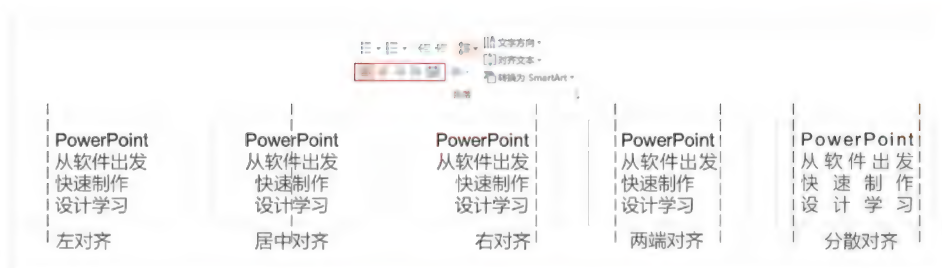 文字方向
对齐文本
转换为 SmartArt
段落
PowerPoint
从软件出发
快速制作
设计学习
左对齐
PowerPoint
从软件出发
快速制作
设计学习
居中对齐
PowerPoint
从软件出发
快速制作
设计学习
右对齐
PowerPoint
从软件出发
快速制作
设计学习
两端对齐
PowerPoint
从软件出发
快速制作
设计学习
分散对齐